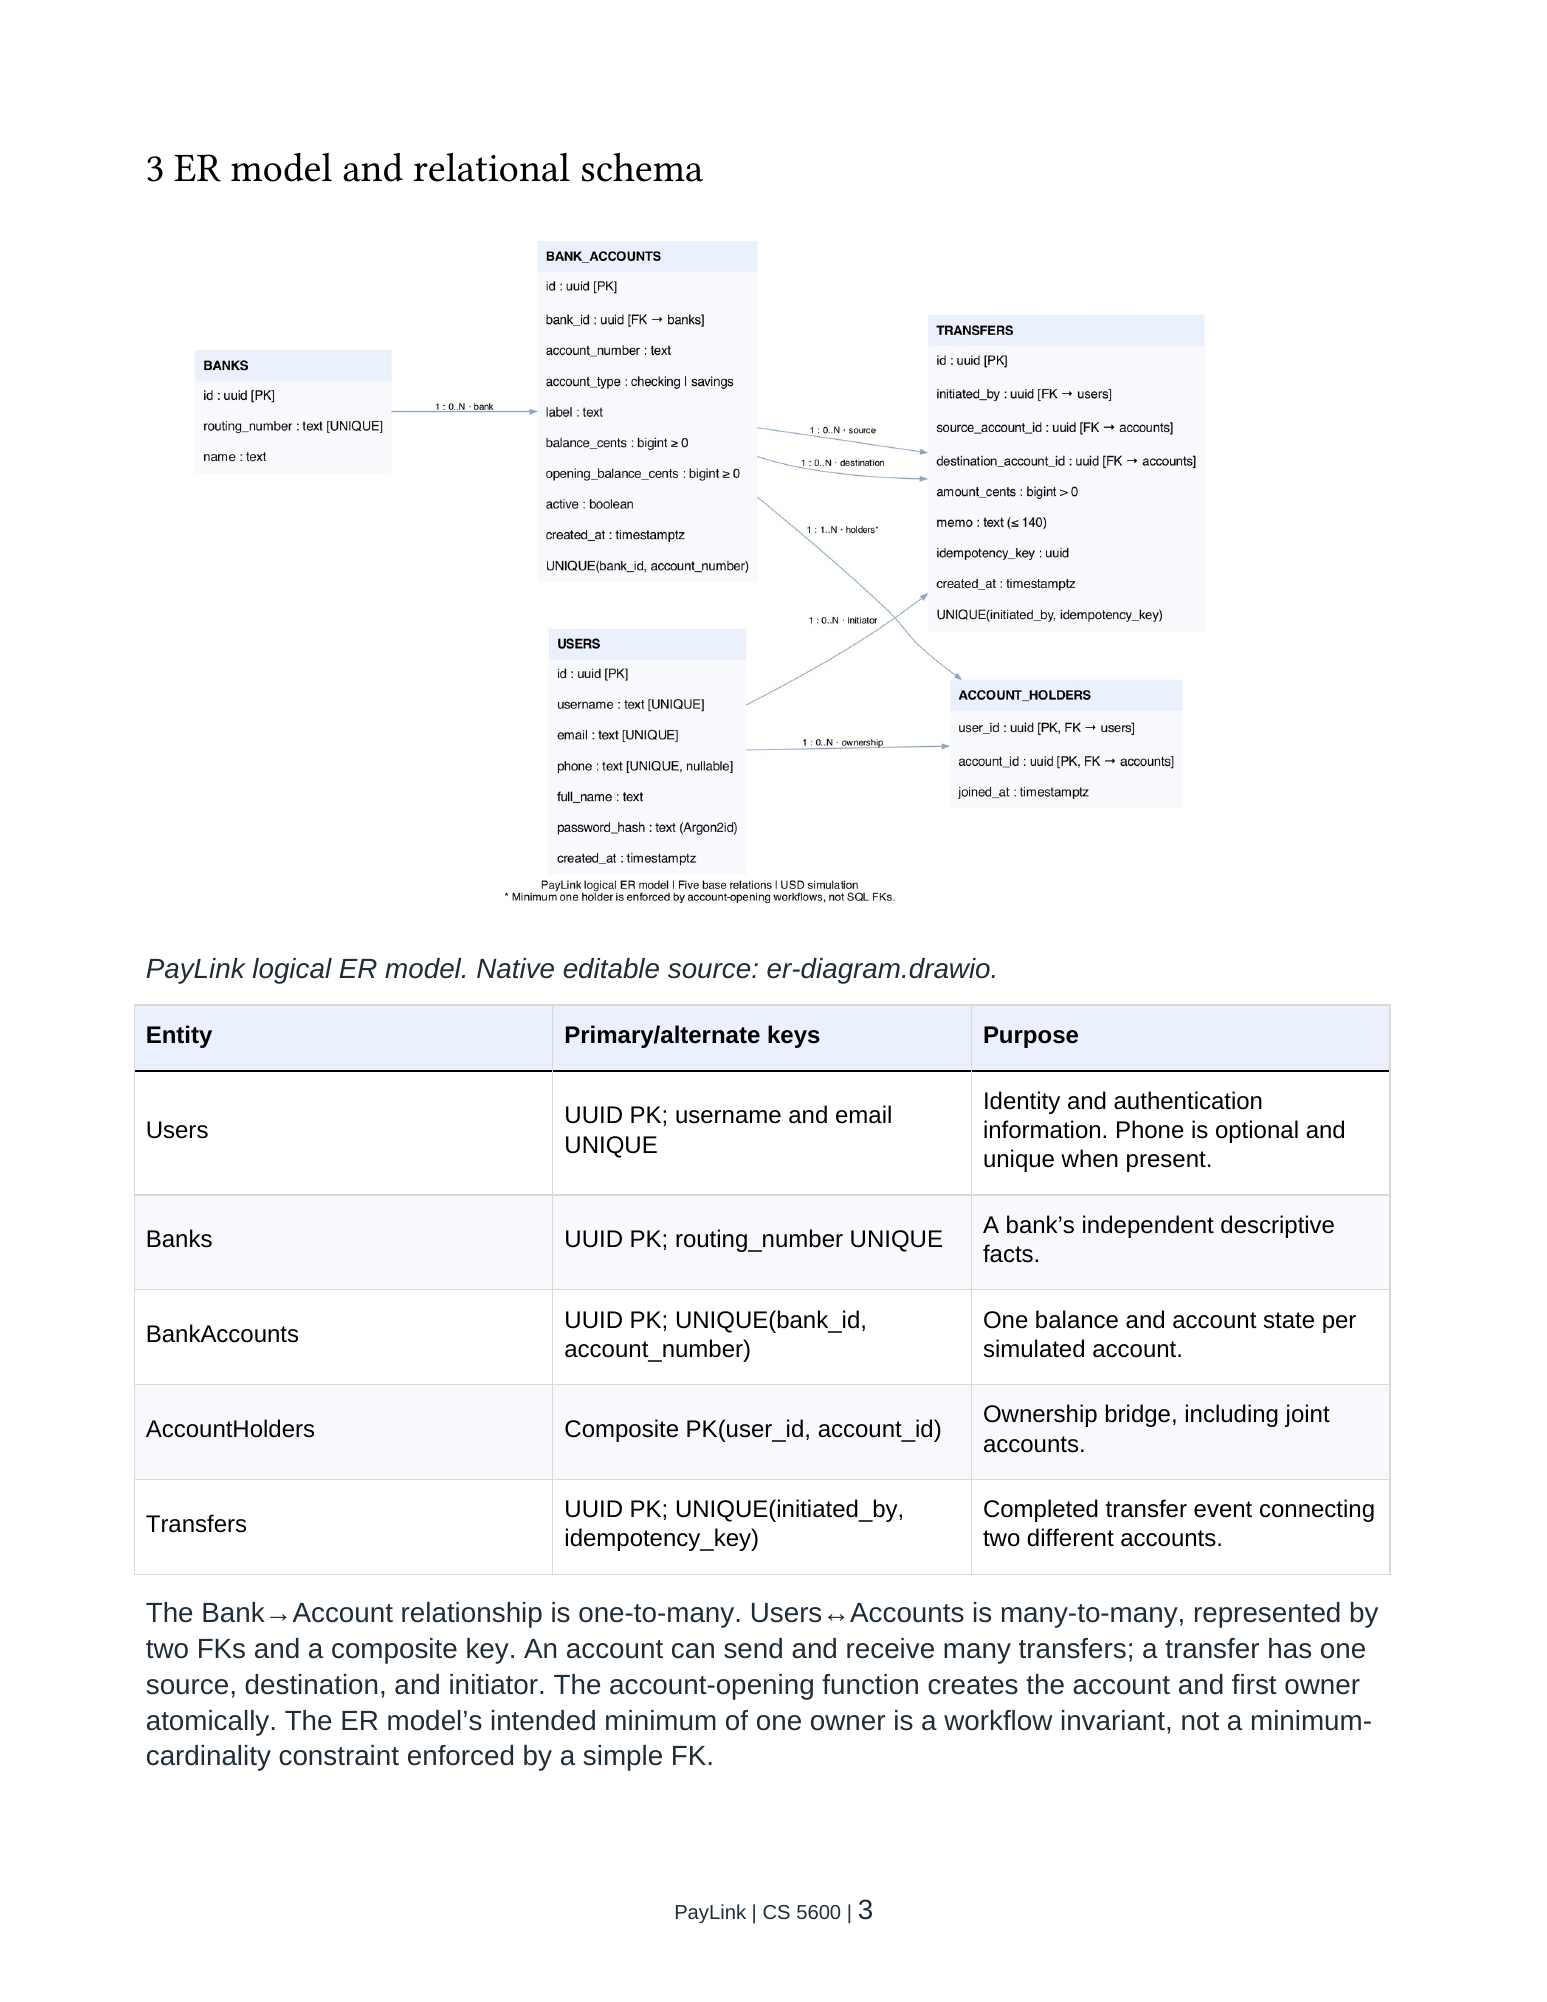 3 ER model and relational schema
BANKS
id : uuid [PK]
routing_number : text [UNIQUE]
name : text
1 : 0..N · bank
BANK_ACCOUNTS
id : uuid [PK]
bank_id : uuid [FK → banks]
account_number : text
account_type : checking | savings
label : text
balance_cents : bigint ≥ 0
opening_balance_cents : bigint ≥ 0
active : boolean
created_at : timestamptz
UNIQUE(bank_id, account_number)
1 : 0..N · source
1 : 0..N · destination
1 : 1..N · holders*
1 : 0..N · initiator
1 : 0..N · ownership
TRANSFERS
id : uuid [PK]
initiated_by : uuid [FK → users]
source_account_id : uuid [FK → accounts]
destination_account_id : uuid [FK → accounts]
amount_cents : bigint > 0
memo : text (≤ 140)
idempotency_key : uuid
created_at : timestamptz
UNIQUE(initiated_by, idempotency_key)
USERS
id : uuid [PK]
username : text [UNIQUE]
email : text [UNIQUE]
phone : text [UNIQUE, nullable]
full_name : text
password_hash : text (Argon2id)
created_at : timestamptz
ACCOUNT_HOLDERS
user_id : uuid [PK, FK → users]
account_id : uuid [PK, FK → accounts]
joined_at : timestamptz
PayLink logical ER model | Five base relations | USD simulation
* Minimum one holder is enforced by account-opening workflows, not SQL FKs.
PayLink logical ER model. Native editable source: er-diagram.drawio.
Entity
Primary/alternate keys
Purpose
Users
UUID PK; username and email
UNIQUE
Identity and authentication
information. Phone is optional and
unique when present.
Banks
UUID PK; routing_number UNIQUE
A bank’s independent descriptive
facts.
BankAccounts
UUID PK; UNIQUE(bank_id,
account_number)
One balance and account state per
simulated account.
AccountHolders
Composite PK(user_id, account_id)
Ownership bridge, including joint
accounts.
Transfers
UUID PK; UNIQUE(initiated_by,
idempotency_key)
Completed transfer event connecting
two different accounts.
The Bank→Account relationship is one-to-many. Users↔Accounts is many-to-many, represented by
two FKs and a composite key. An account can send and receive many transfers; a transfer has one
source, destination, and initiator. The account-opening function creates the account and first owner
atomically. The ER model’s intended minimum of one owner is a workflow invariant, not a minimum-
cardinality constraint enforced by a simple FK.
PayLink | CS 5600 | 3